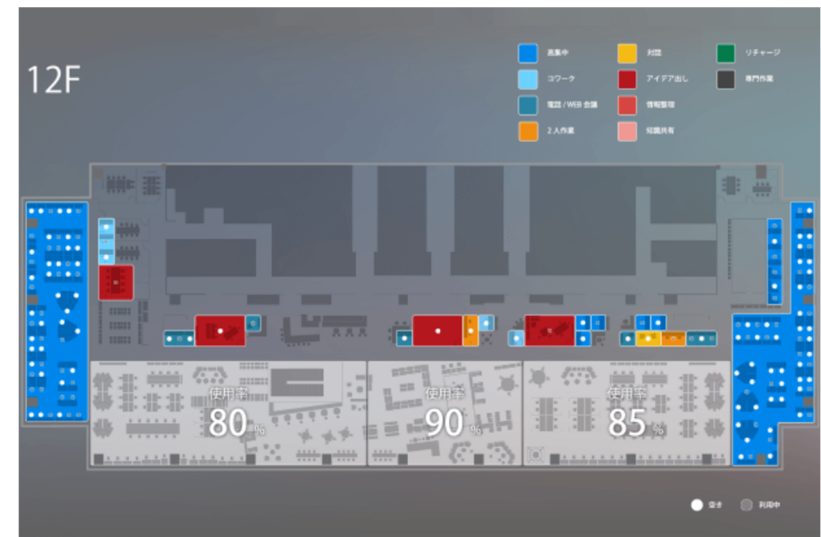 12F
高集中
対話
リチャージ
コワーク
アイデア出し
専門作業
電話 / WEB 会議
情報整理
2 人作業
知識共有
使用率
80 %
使用率
90 %
使用率
85 %
空き
利用中